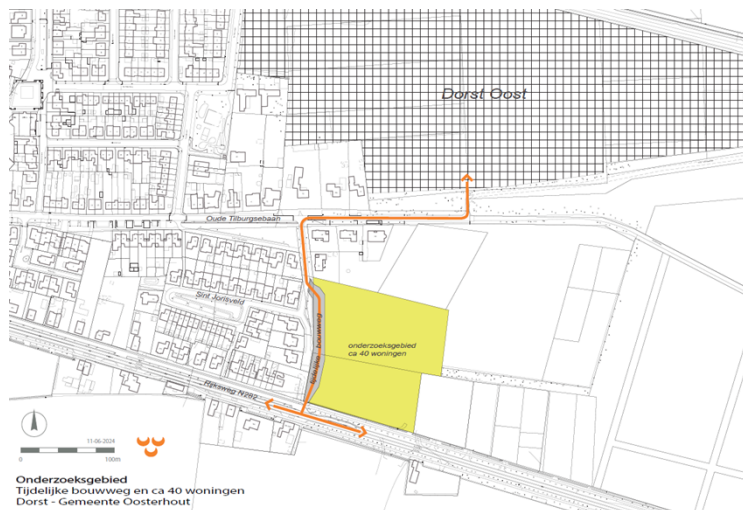 Dorst Oost
Oude Tilburgsebaan
Sint Jorisveld
tijdelijke bouwweg
onderzoeksgebied
ca 40 woningen
Rijksweg N282
11-06-2024
0 100m
Onderzoeksgebied
Tijdelijke bouwweg en ca 40 woningen
Dorst - Gemeente Oosterhout